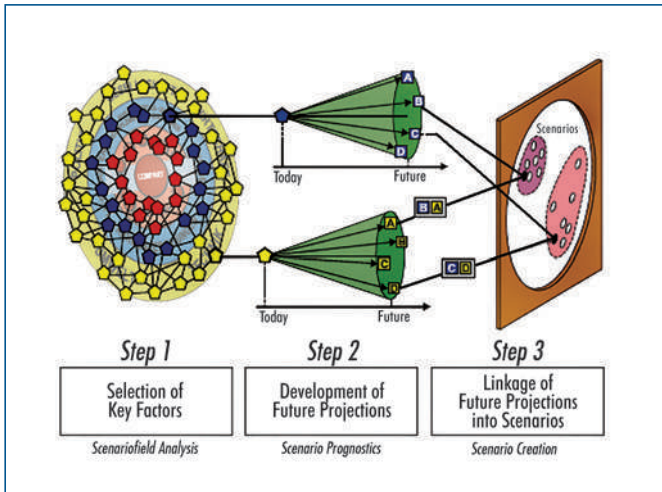 COMPANY
A
B
C
D
Today
Future
Scenarios
A
B
C
D
B A
C D
Today
Future
Step 1
Step 2
Step 3
Selection of
Key Factors
Development of
Future Projections
Linkage of
Future Projections
into Scenarios
Scenariofield Analysis
Scenario Prognostics
Scenario Creation